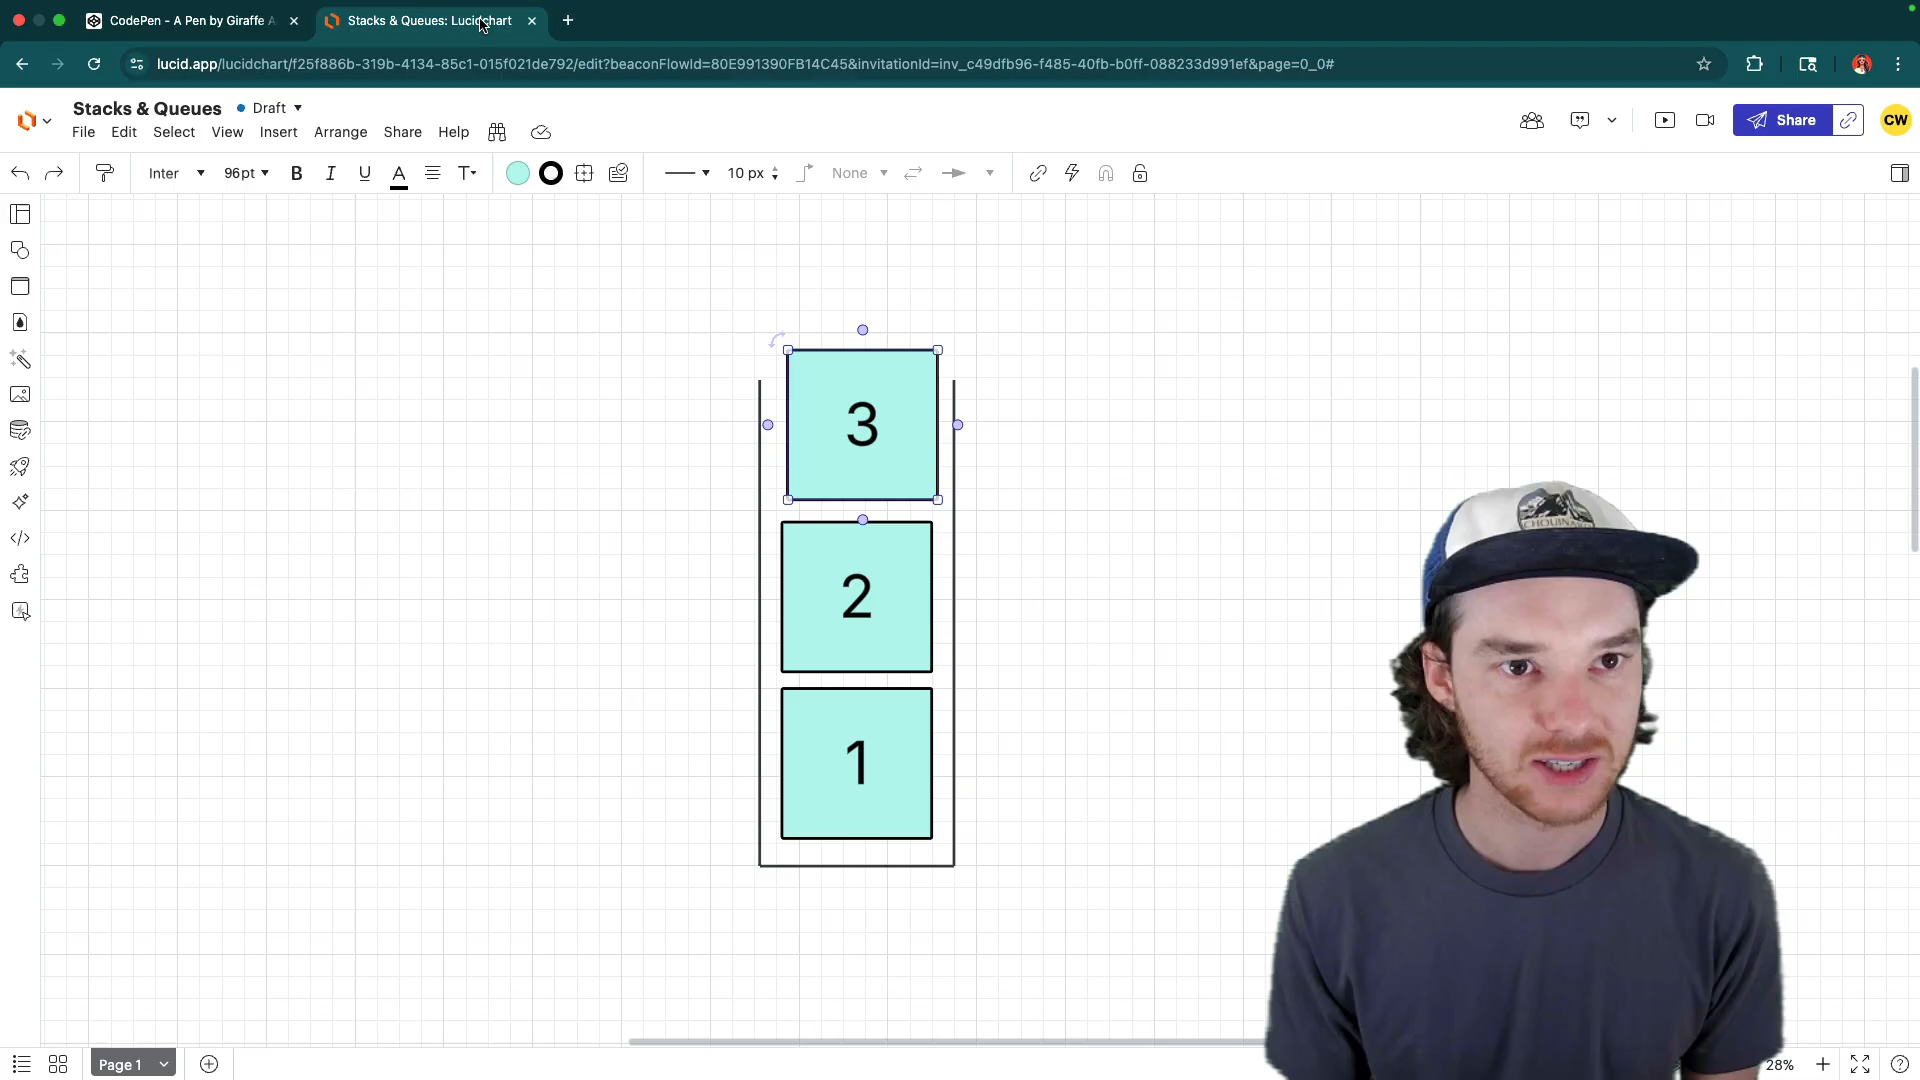 CodePen - A Pen by Giraffe A
Stacks & Queues: Lucidchart
lucid.app/lucidchart/f25f886b-319b-4134-85c1-015f021de792/edit?beaconFlowId=80E991390FB14C45&invitationId=inv_c49dfb96-f485-40fb-b0ff-088233d991ef&page=0_0#
Stacks & Queues
Draft
File Edit Select View Insert Arrange Share Help
Share
CW
Inter
96pt
B I U A T
10 px
None
3
2
1
CHOUINARD
Page 1
28%